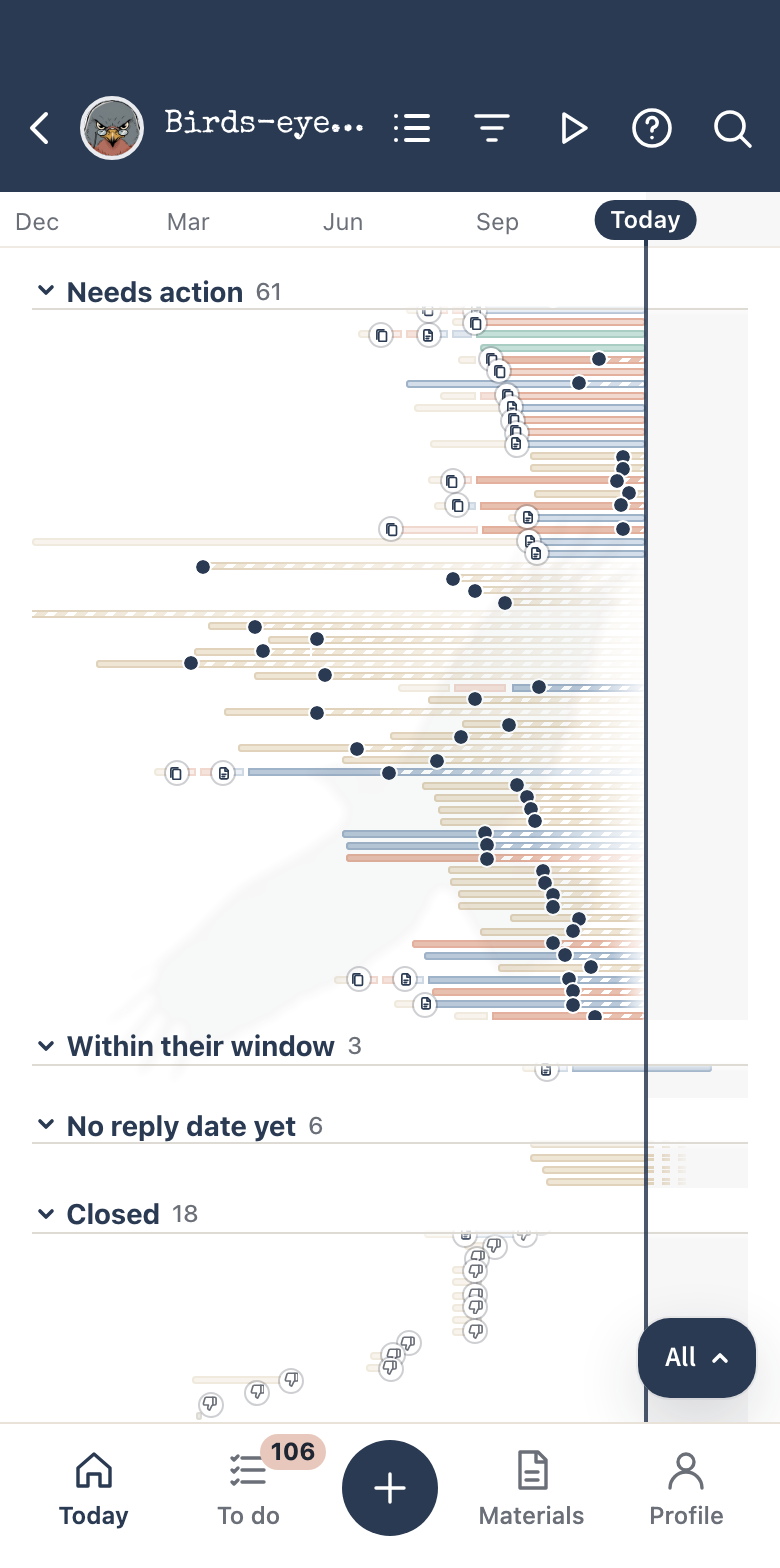 Birds-eye...
Dec Mar Jun Sep Today
Needs action 61
Within their window 3
No reply date yet 6
Closed 18
All
106
Today To do Materials Profile